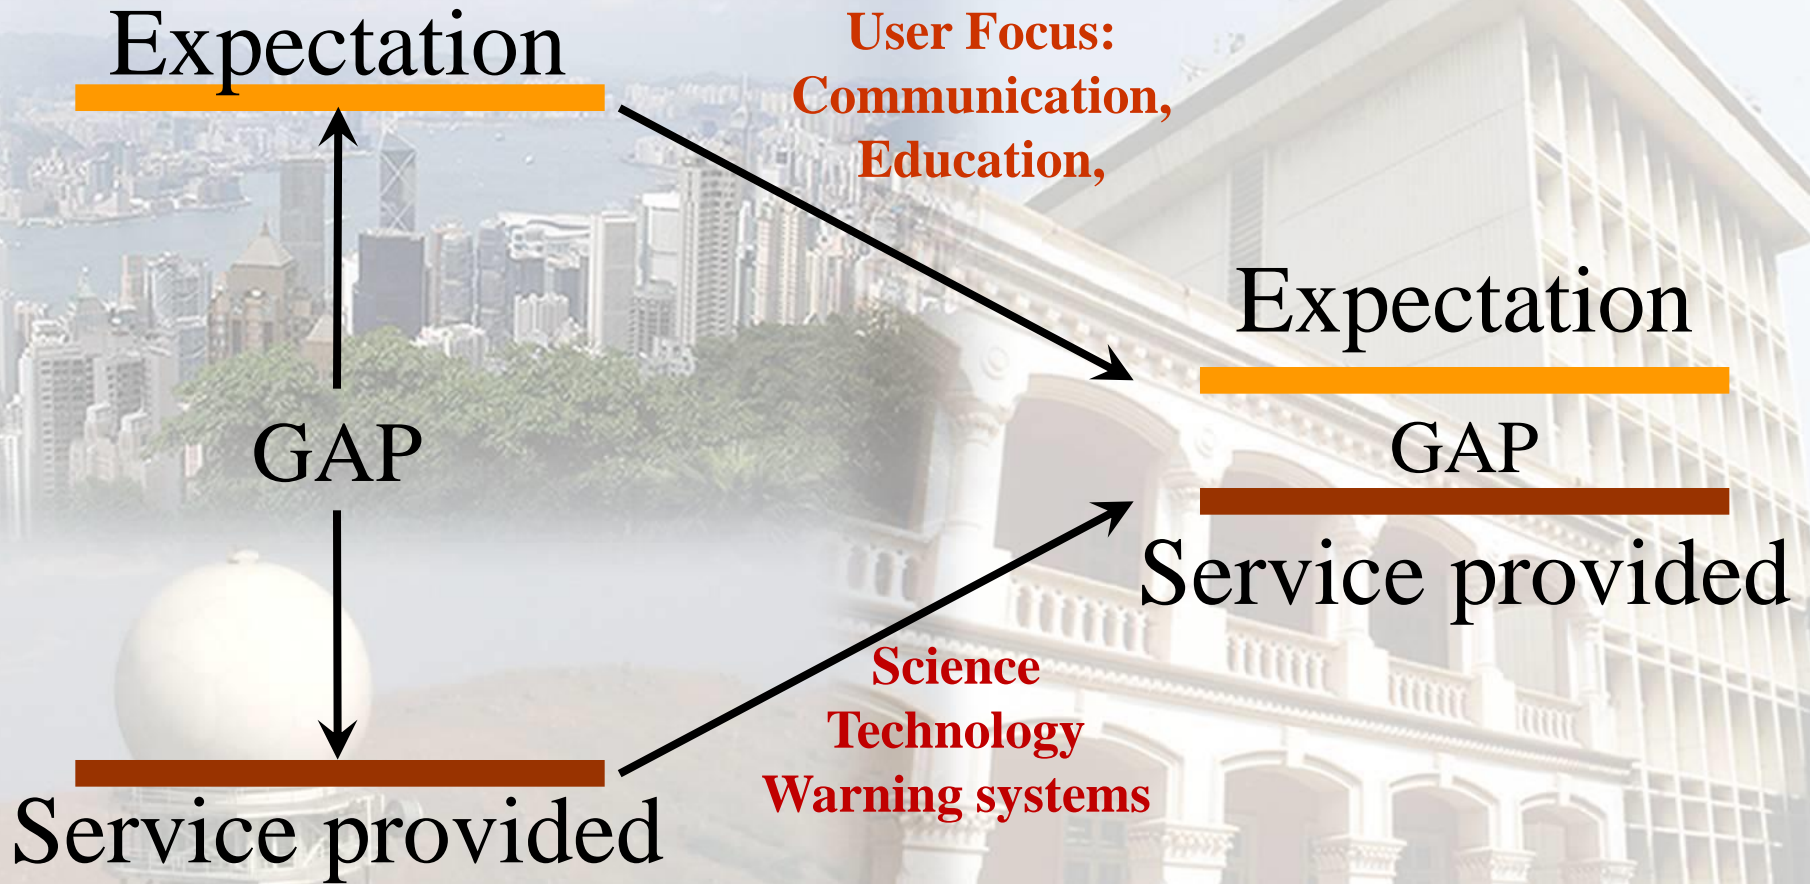 Expectation
User Focus:
Communication,
Education,
Expectation
GAP
GAP
Service provided
Science
Technology
Warning systems
Service provided